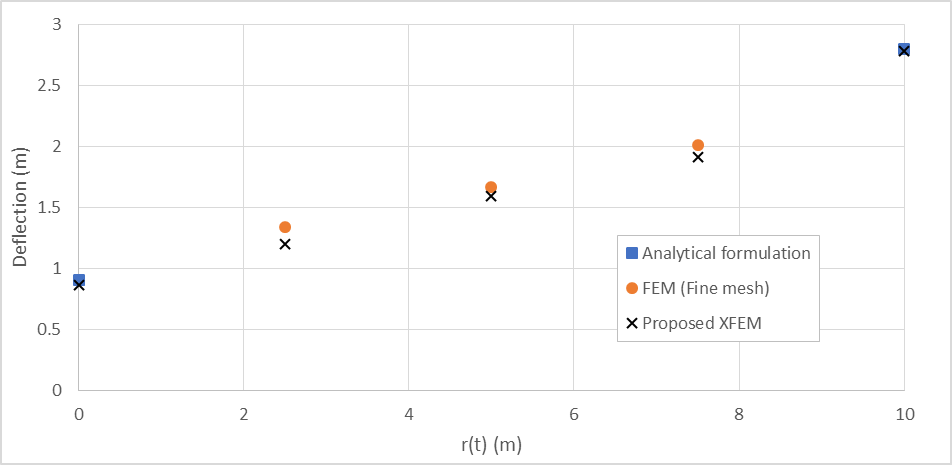 3
2.5
2
1.5
1
0.5
0
Deflection (m)
Analytical formulation
FEM (Fine mesh)
Proposed XFEM
0 2 4 6 8 10
r(t) (m)